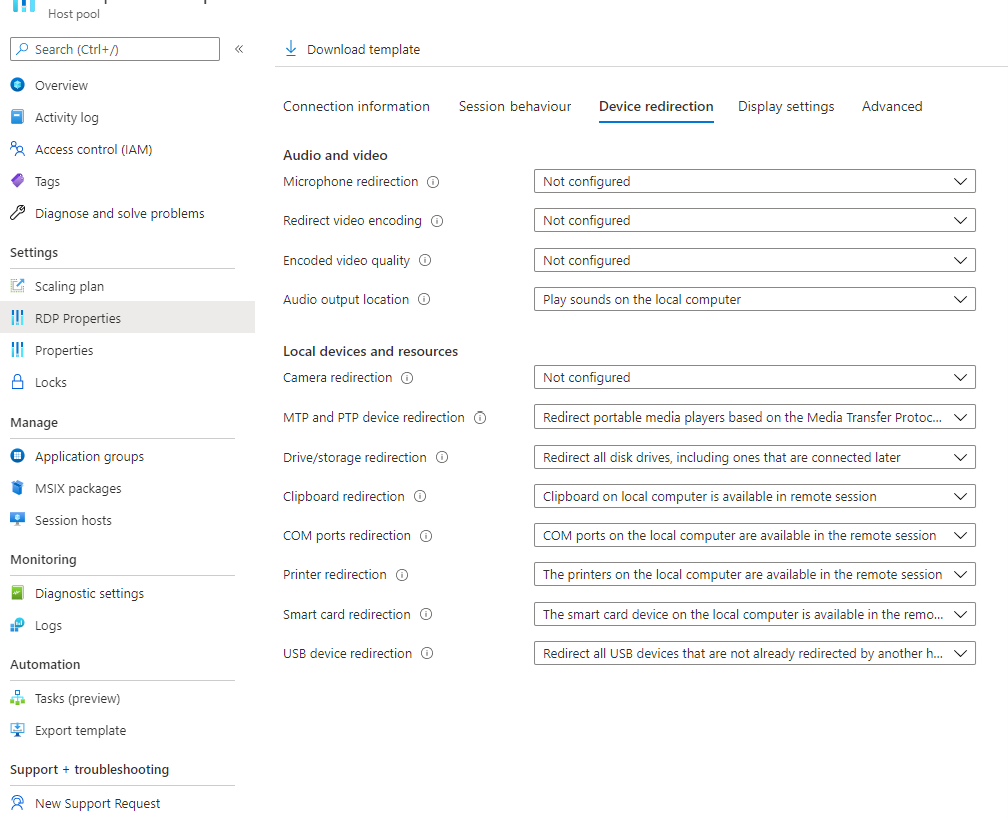 Host pool
Search (Ctrl+/)
«
Overview
Activity log
Access control (IAM)
Tags
Diagnose and solve problems
Settings
Scaling plan
RDP Properties
Properties
Locks
Manage
Application groups
MSIX packages
Session hosts
Monitoring
Diagnostic settings
Logs
Automation
Tasks (preview)
Export template
Support + troubleshooting
New Support Request
Download template
Connection information
Session behaviour
Device redirection
Display settings
Advanced
Audio and video
Microphone redirection Not configured
Redirect video encoding Not configured
Encoded video quality Not configured
Audio output location Play sounds on the local computer
Local devices and resources
Camera redirection Not configured
MTP and PTP device redirection Redirect portable media players based on the Media Transfer Protoc...
Drive/storage redirection Redirect all disk drives, including ones that are connected later
Clipboard redirection Clipboard on local computer is available in remote session
COM ports redirection COM ports on the local computer are available in the remote session
Printer redirection The printers on the local computer are available in the remote session
Smart card redirection The smart card device on the local computer is available in the remo...
USB device redirection Redirect all USB devices that are not already redirected by another h...